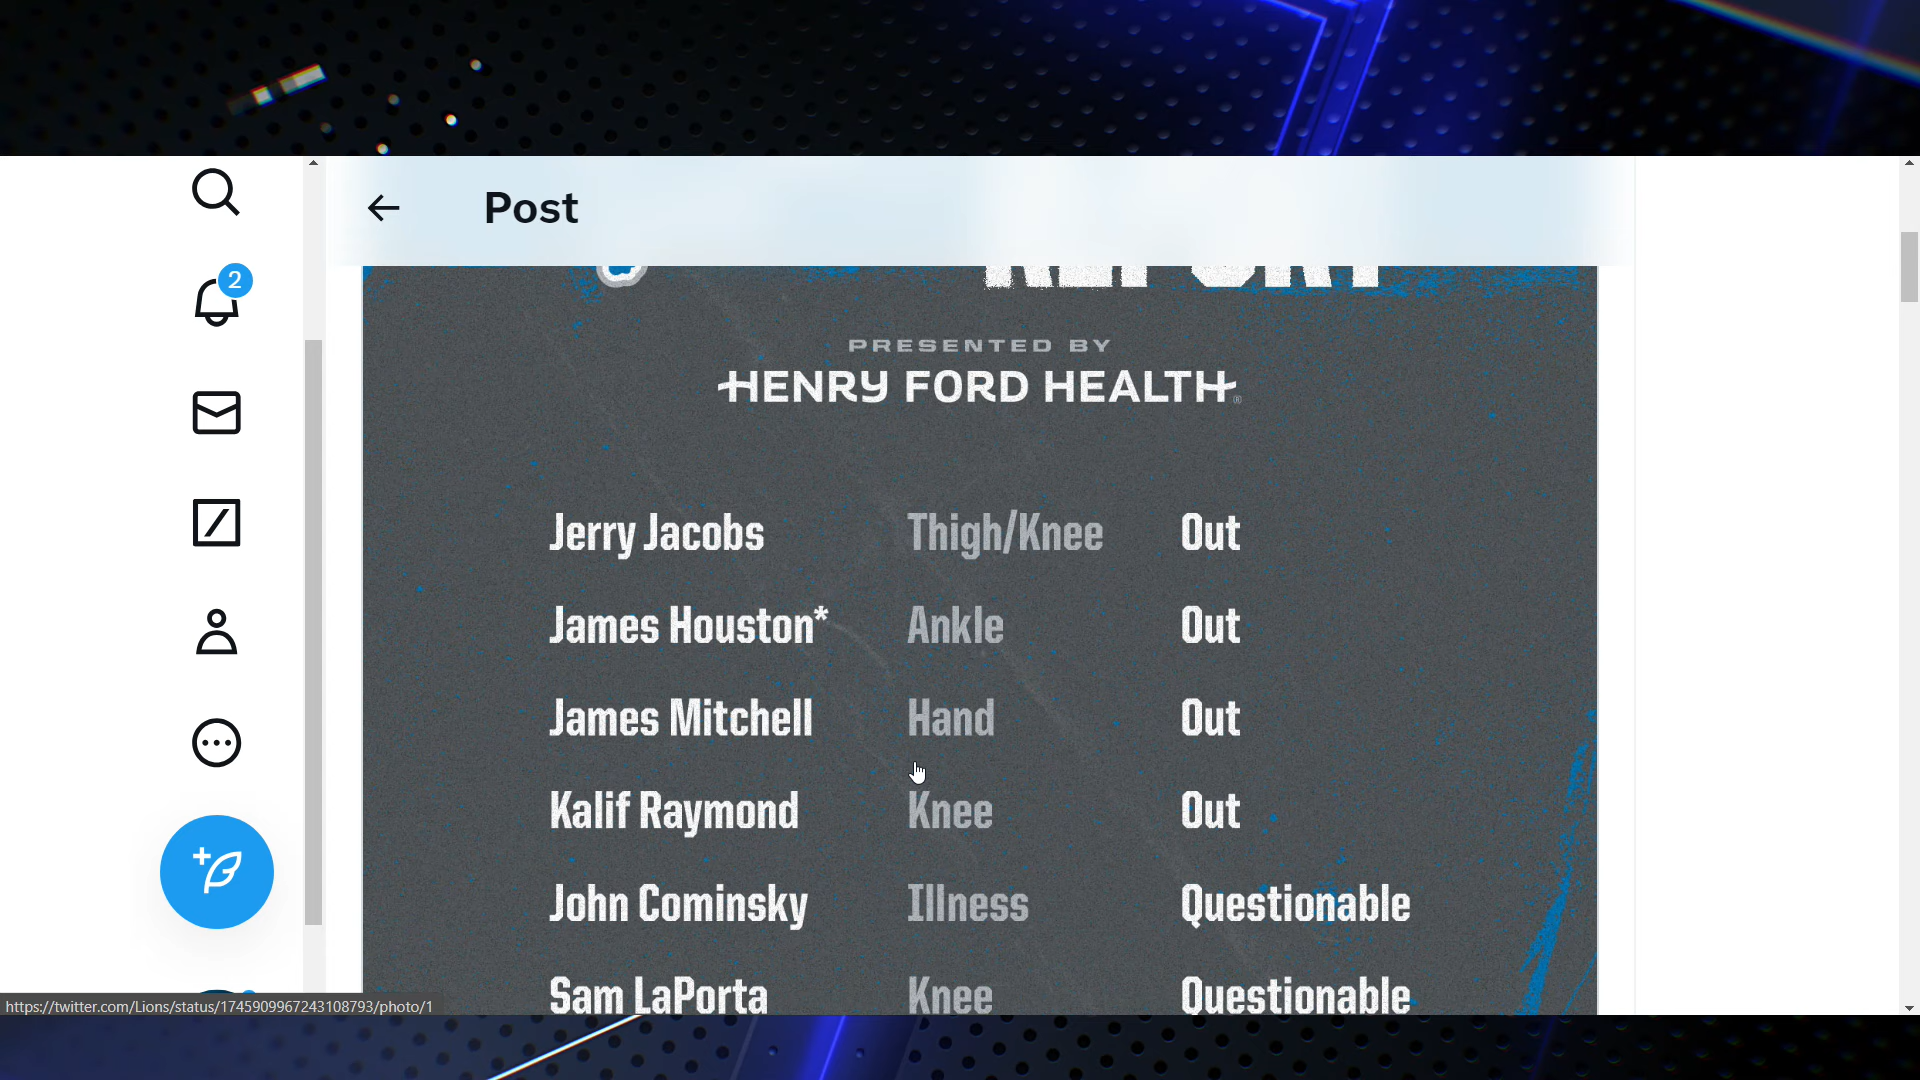 2
Post
REPORT
PRESENTED BY
HENRY FORD HEALTH®
Jerry Jacobs Thigh/Knee Out
James Houston* Ankle Out
James Mitchell Hand Out
Kalif Raymond Knee Out
John Cominsky Illness Questionable
Sam LaPorta Knee Questionable
https://twitter.com/Lions/status/1745909967243108793/photo/1